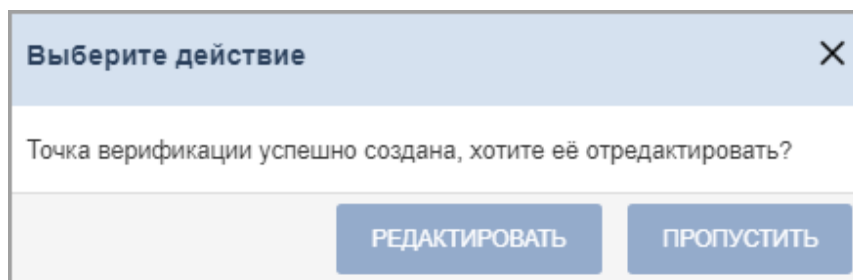 Выберите действие
Точка верификации успешно создана, хотите её отредактировать?
РЕДАКТИРОВАТЬ ПРОПУСТИТЬ